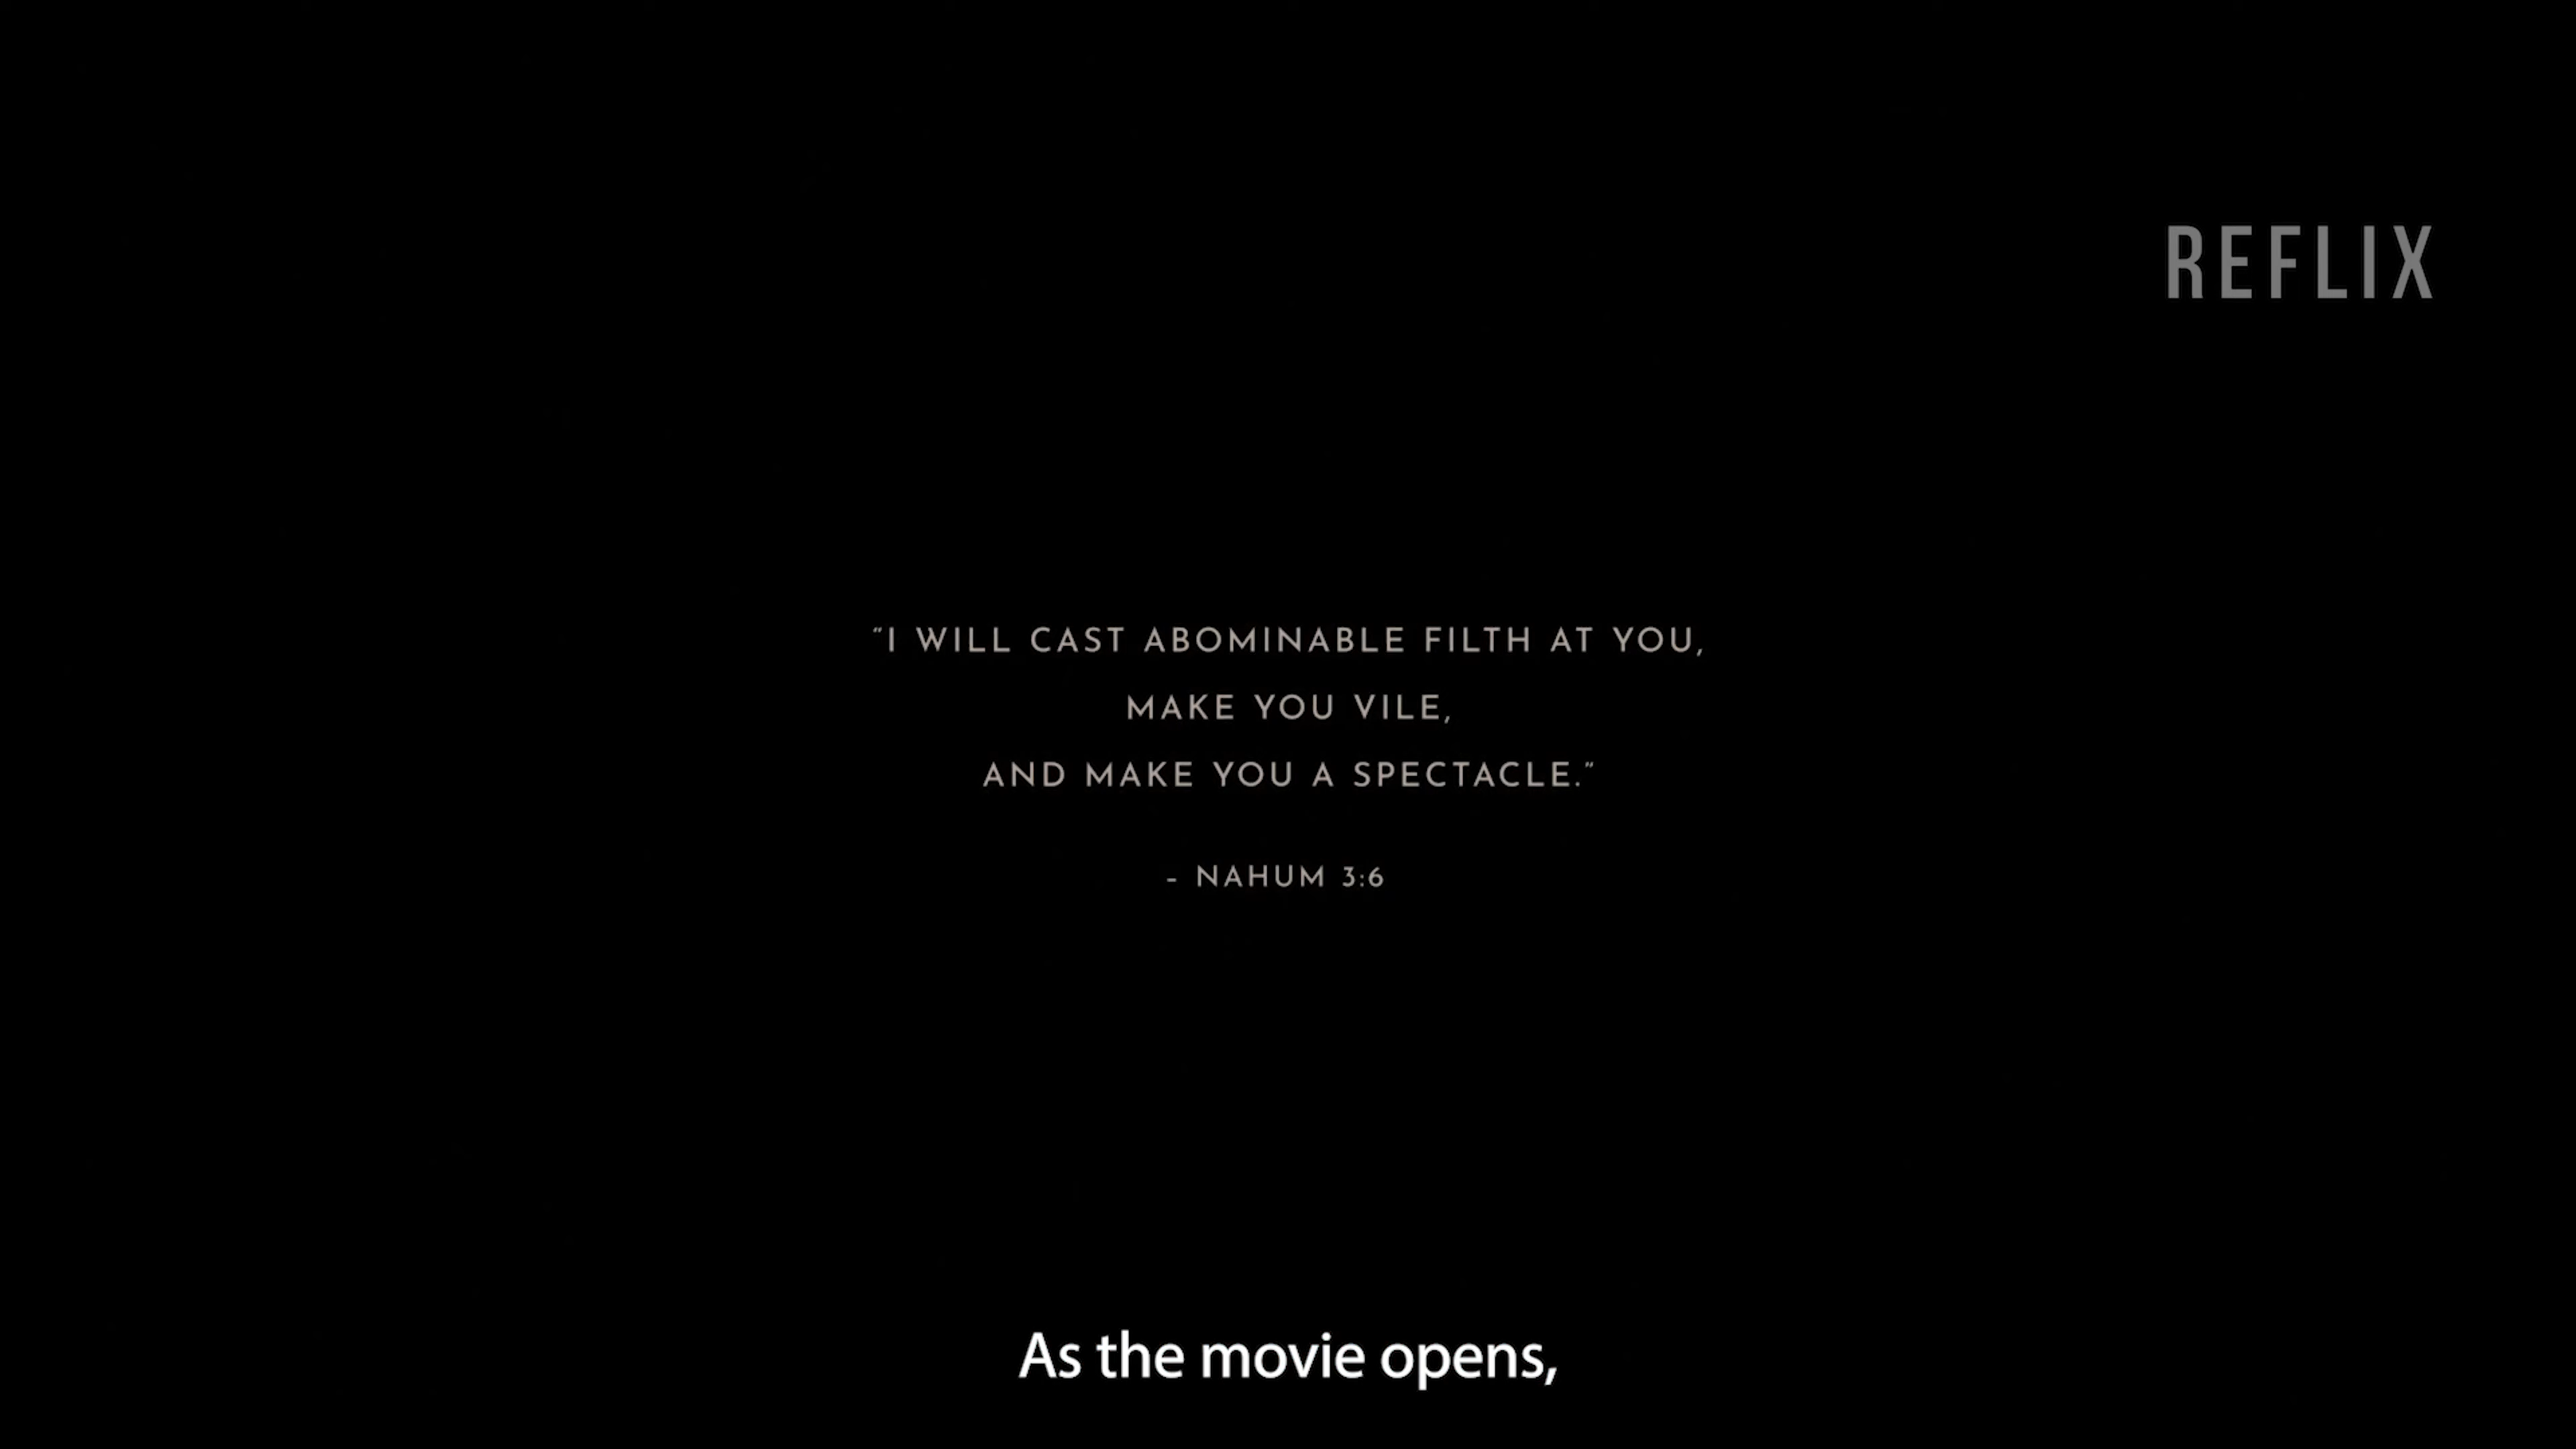 REFLIX
"I WILL CAST ABOMINABLE FILTH AT YOU,
MAKE YOU VILE,
AND MAKE YOU A SPECTACLE."
- NAHUM 3:6
As the movie opens,